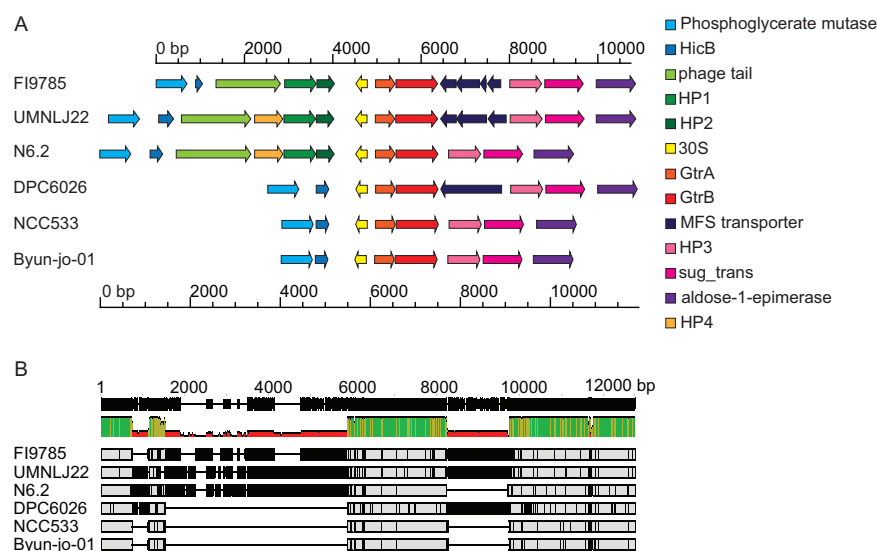 A
0 bp 2000 4000 6000 8000 10000
FI9785
UMNLJ22
N6.2
DPC6026
NCC533
Byun-jo-01
0 bp 2000 4000 6000 8000 10000
Phosphoglycerate mutase
HicB
phage tail
HP1
HP2
30S
GtrA
GtrB
MFS transporter
HP3
sug_trans
aldose-1-epimerase
HP4
B
1 2000 4000 6000 8000 10000 12000 bp
FI9785
UMNLJ22
N6.2
DPC6026
NCC533
Byun-jo-01